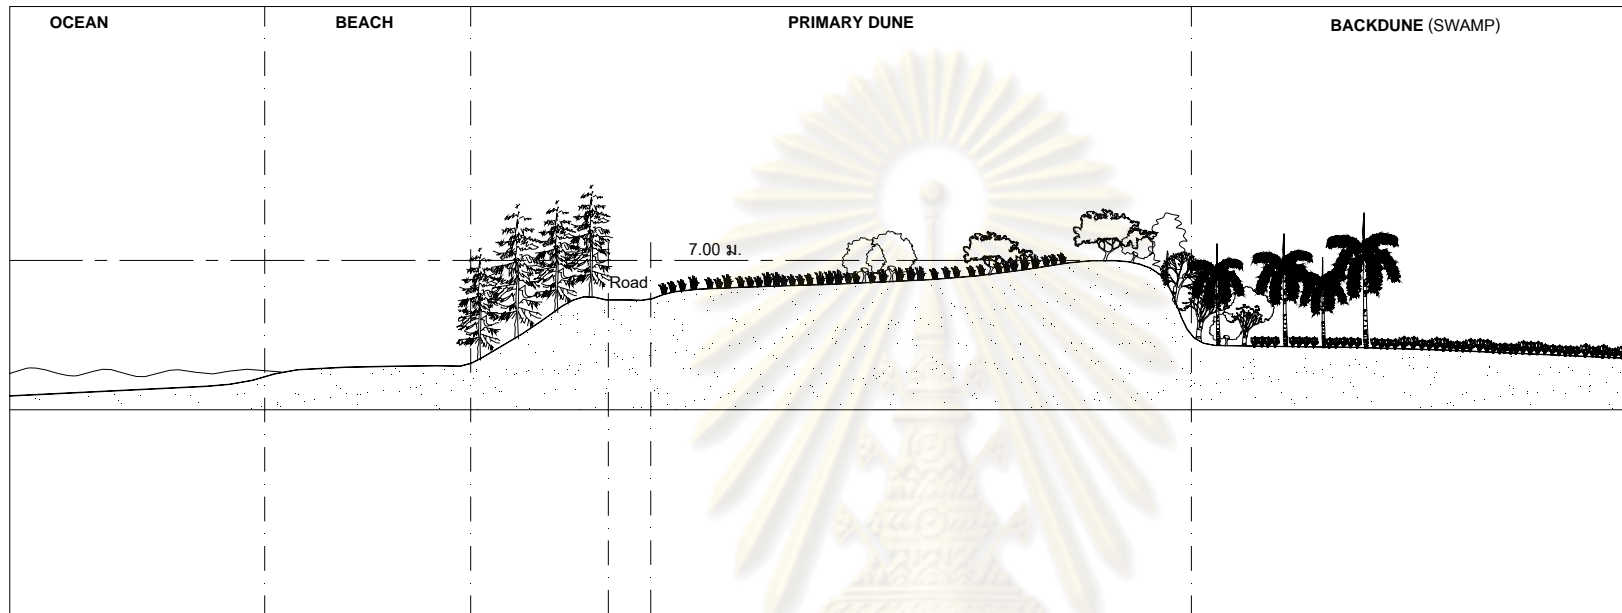 OCEAN
BEACH
PRIMARY DUNE
BACKDUNE (SWAMP)
7.00 ม.
Road